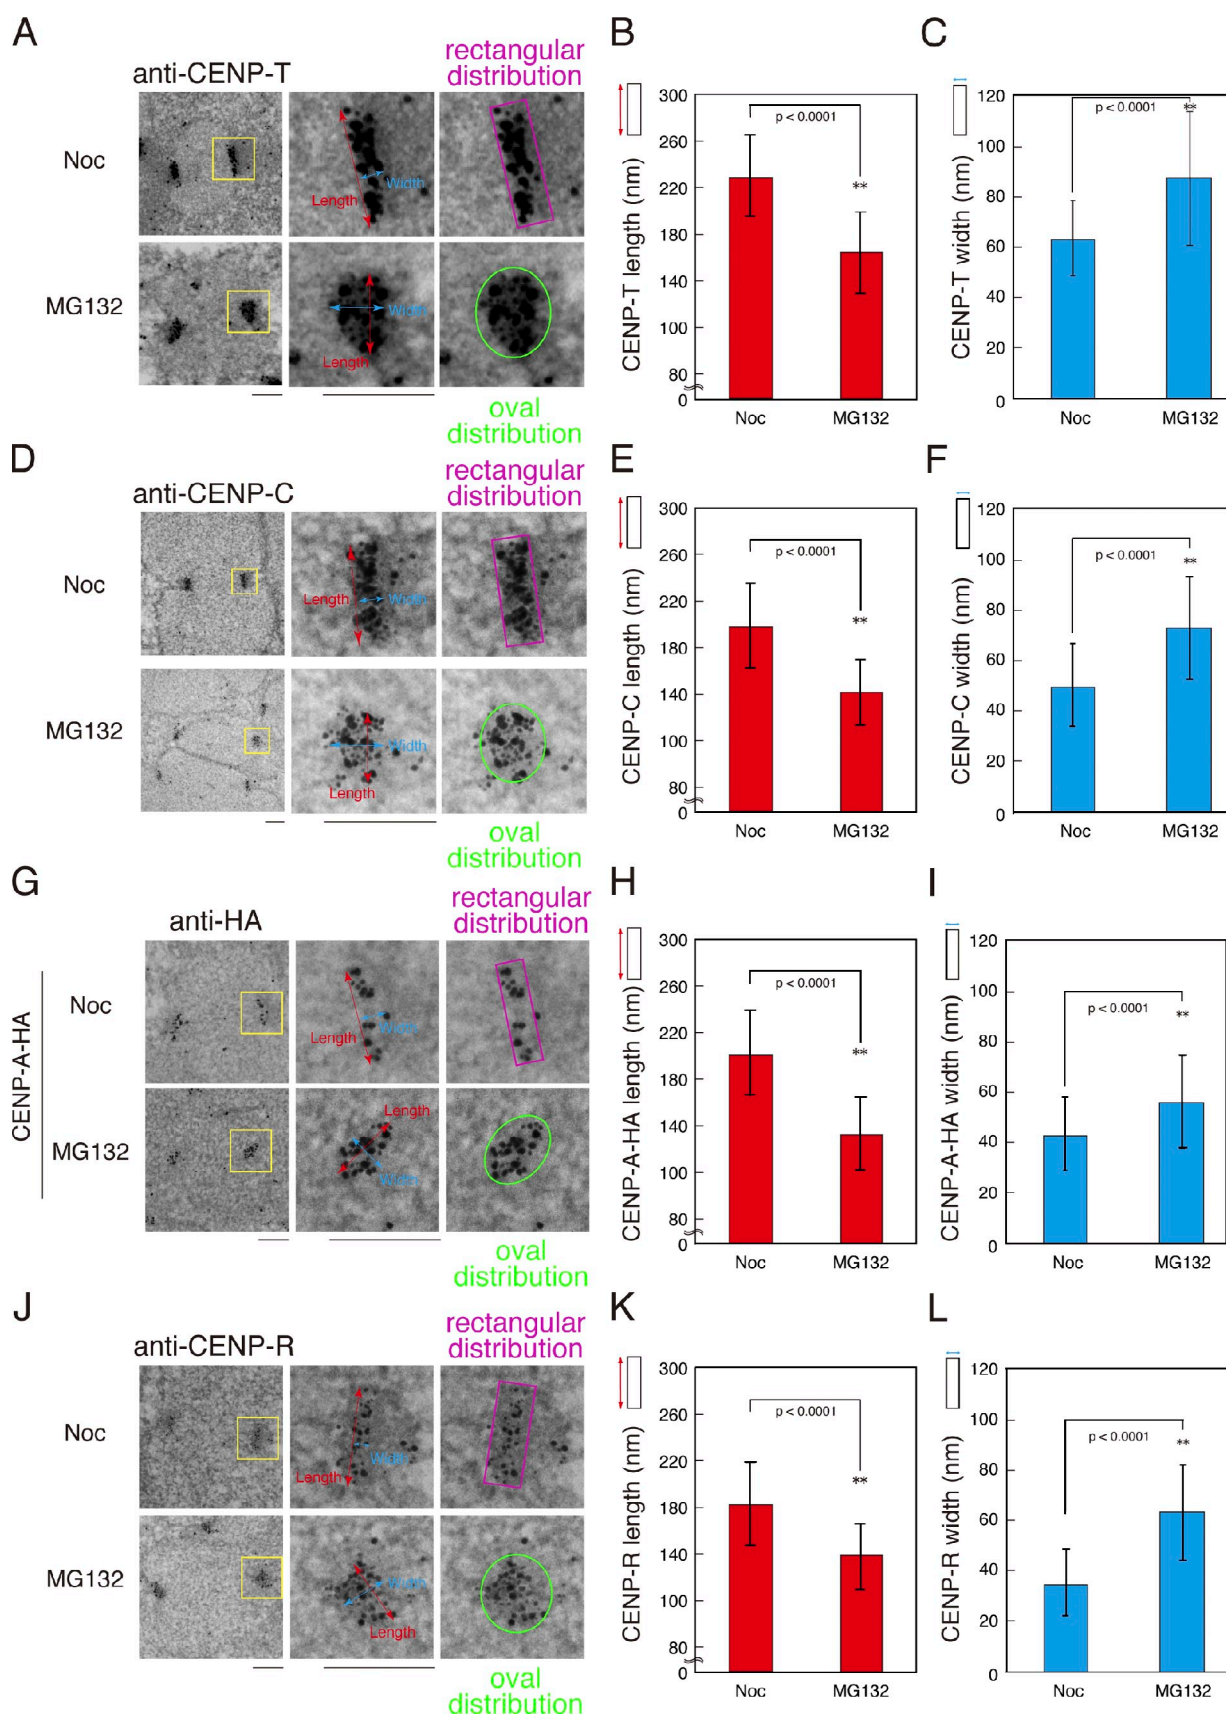 A
anti-CENP-T
rectangular
distribution
Noc
Length
Width
MG132
Width
Length
oval
distribution
B
CENP-T length (nm)
300
260
220
180
140
100
80
0
p < 0.0001
**
Noc
MG132
C
CENP-T width (nm)
120
100
80
60
40
20
0
p < 0.0001
**
Noc
MG132
D
anti-CENP-C
rectangular
distribution
Noc
Length
Width
MG132
Width
Length
oval
distribution
E
CENP-C length (nm)
300
260
220
180
140
100
80
0
p < 0.0001
**
Noc
MG132
F
CENP-C width (nm)
120
100
80
60
40
20
0
p < 0.0001
**
Noc
MG132
G
anti-HA
rectangular
distribution
CENP-A-HA
Noc
Length
Width
MG132
Length
Width
oval
distribution
H
CENP-A-HA length (nm)
300
260
220
180
140
100
80
0
p < 0.0001
**
Noc
MG132
I
CENP-A-HA width (nm)
120
100
80
60
40
20
0
p < 0.0001
**
Noc
MG132
J
anti-CENP-R
rectangular
distribution
Noc
Length
Width
MG132
Width
Length
oval
distribution
K
CENP-R length (nm)
300
260
220
180
140
100
80
0
p < 0.0001
**
Noc
MG132
L
CENP-R width (nm)
120
100
80
60
40
20
0
p < 0.0001
**
Noc
MG132